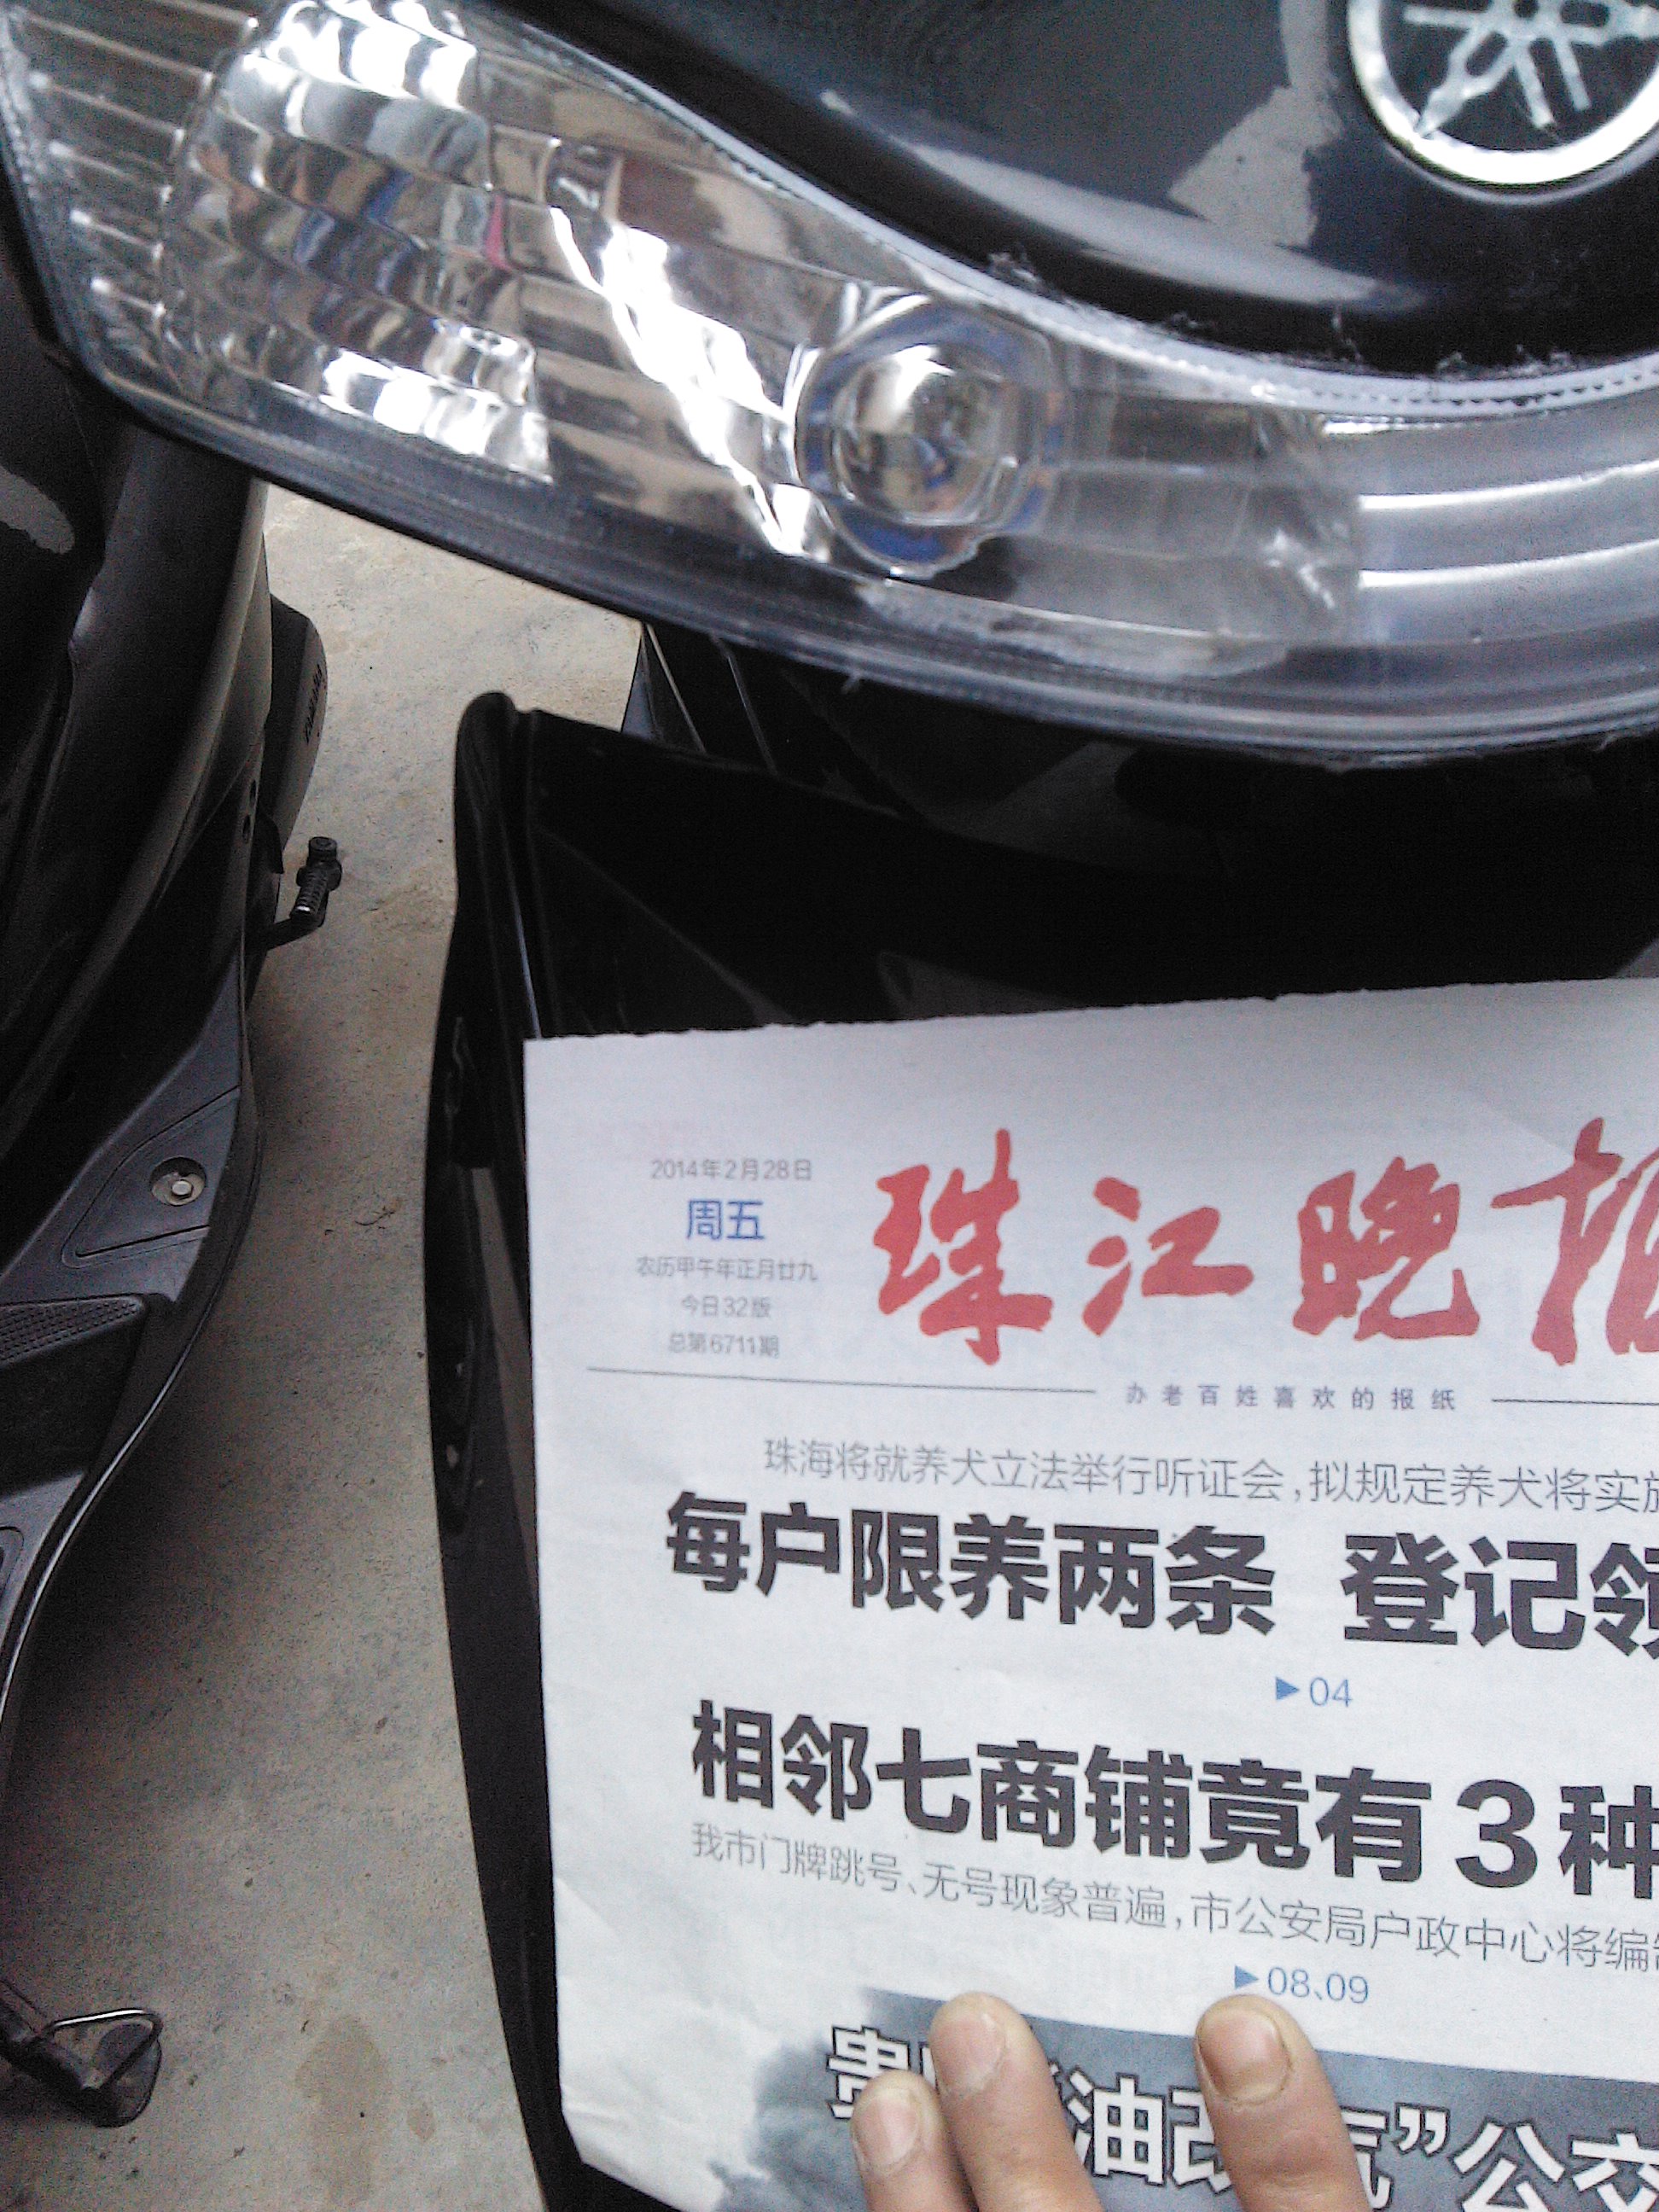 2014年2月28日
周五
农历甲午年正月廿九
今日32版
总第6711期
珠江晚报
办老百姓喜欢的报纸
珠海将就养犬立法举行听证会,拟规定养犬将实施
每户限养两条 登记领
▶04
相邻七商铺竟有3种
我市门牌跳号、无号现象普遍,市公安局户政中心将编制
▶08、09
油改气”公交